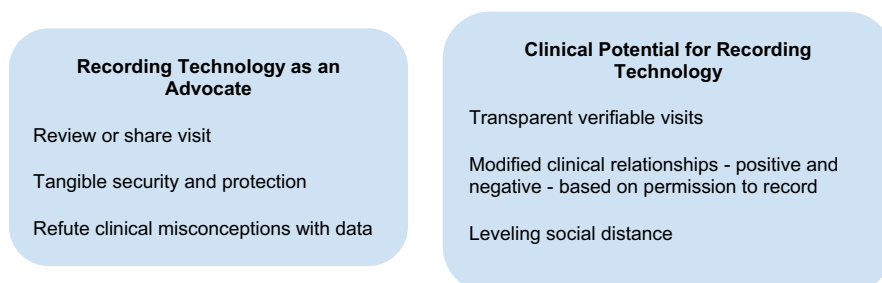 Recording Technology as an
Advocate
Review or share visit
Tangible security and protection
Refute clinical misconceptions with data
Clinical Potential for Recording
Technology
Transparent verifiable visits
Modified clinical relationships - positive and
negative - based on permission to record
Leveling social distance